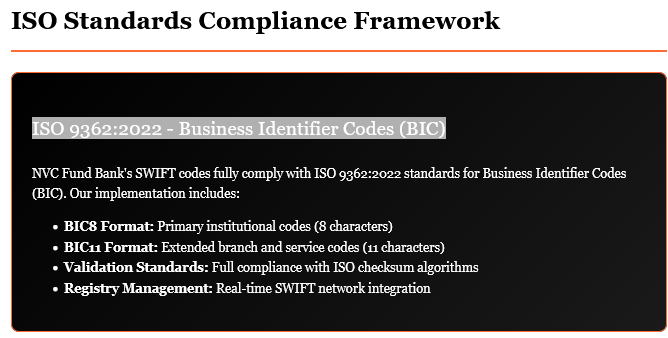 ISO Standards Compliance Framework
ISO 9362:2022 - Business Identifier Codes (BIC)
NVC Fund Bank's SWIFT codes fully comply with ISO 9362:2022 standards for Business Identifier Codes
(BIC). Our implementation includes:
• BIC8 Format: Primary institutional codes (8 characters)
• BIC11 Format: Extended branch and service codes (11 characters)
• Validation Standards: Full compliance with ISO checksum algorithms
• Registry Management: Real-time SWIFT network integration